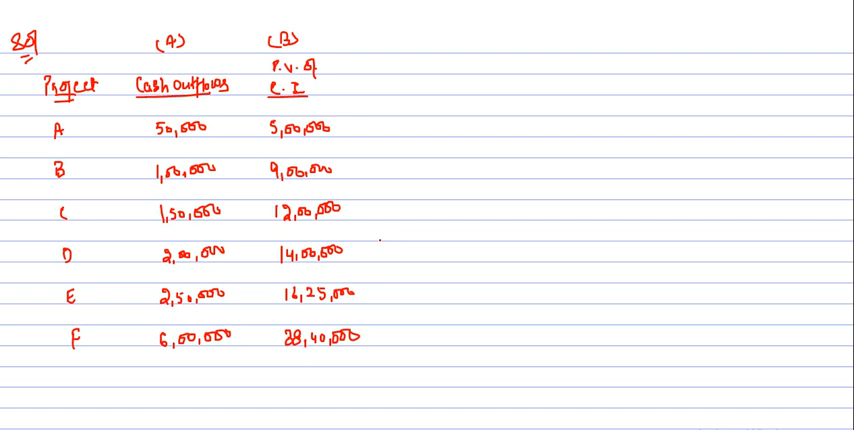 Sol
(A) (B)
P.V. of
Project Cash outflows C.I
A 50,000 5,00,000
B 1,00,000 9,00,000
C 1,50,000 12,00,000
D 2,00,000 14,00,000
E 2,50,000 16,25,000
F 6,00,000 38,40,000